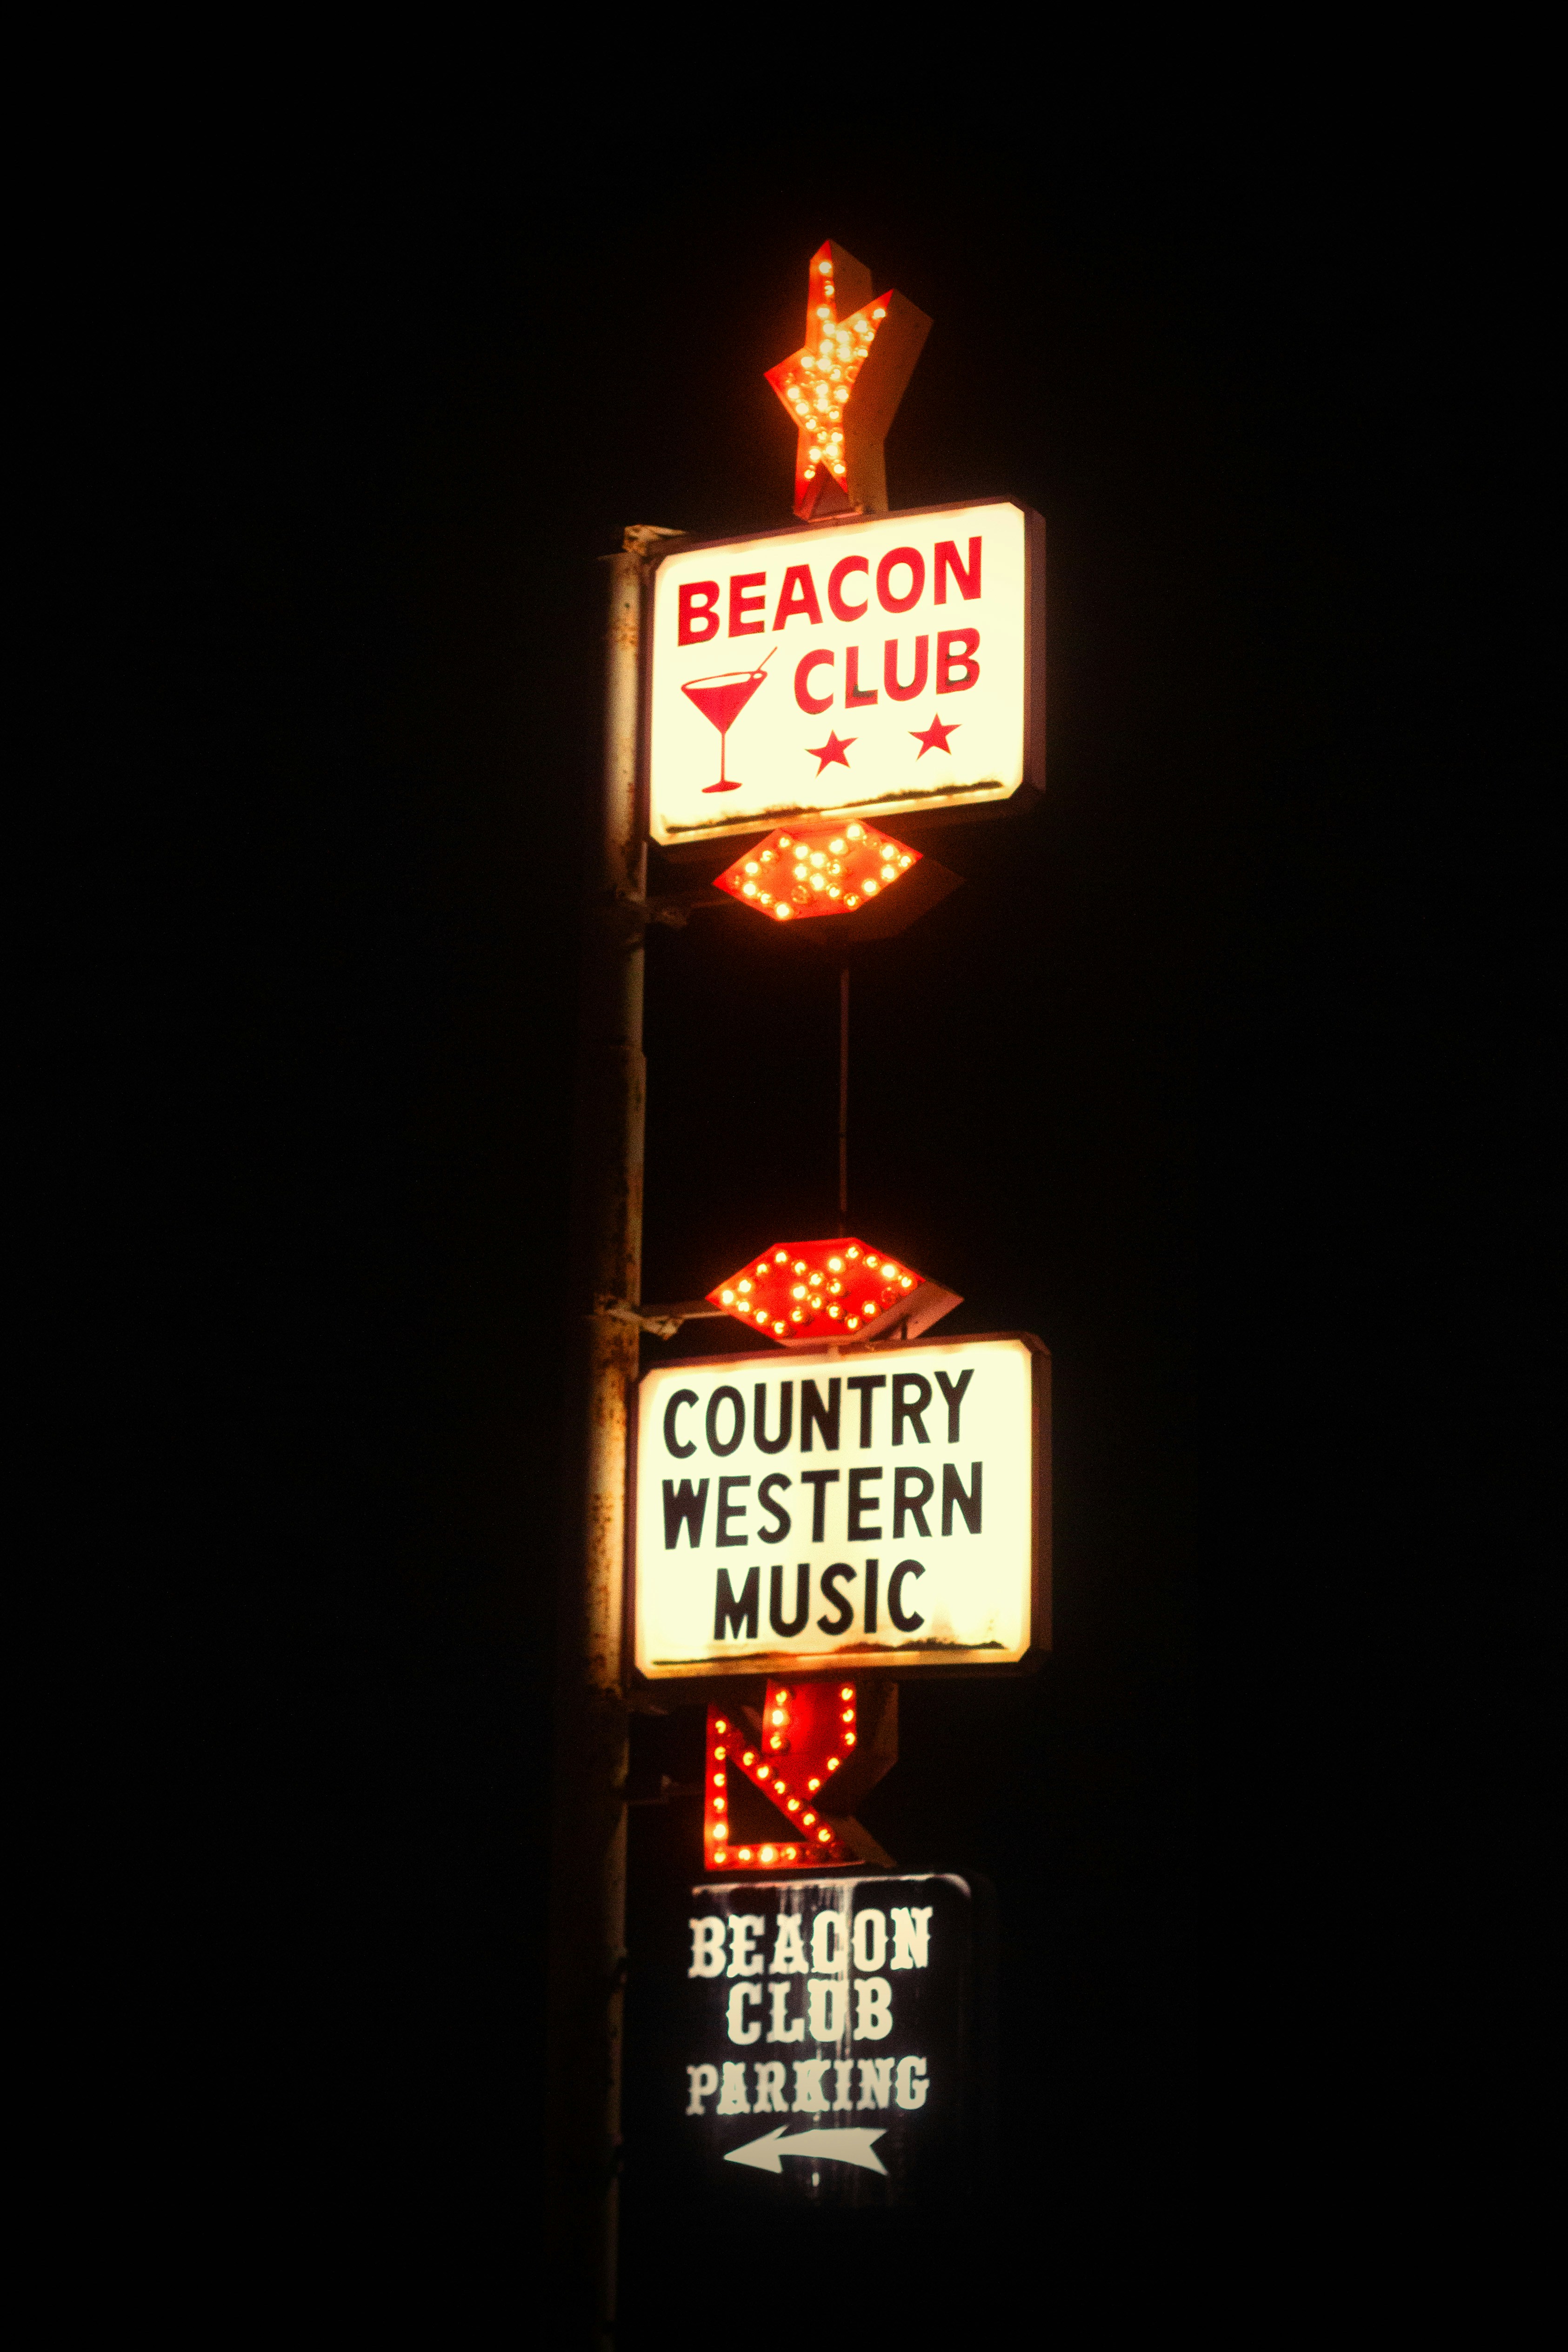 BEACON
CLUB
COUNTRY
WESTERN
MUSIC
BEACON
CLUB
PARKING